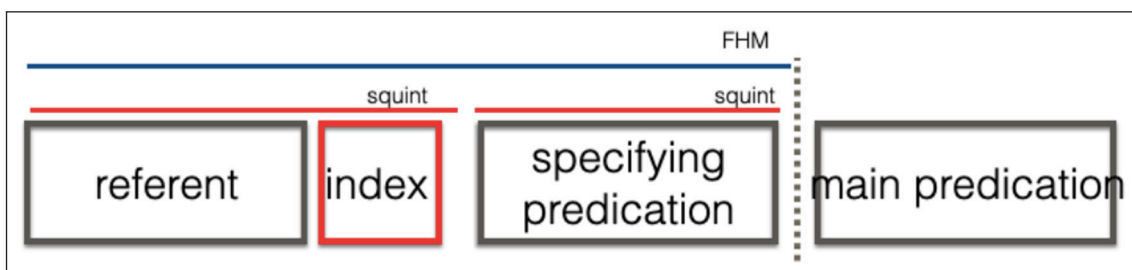 FHM
squint squint
referent index specifying
predication main predication